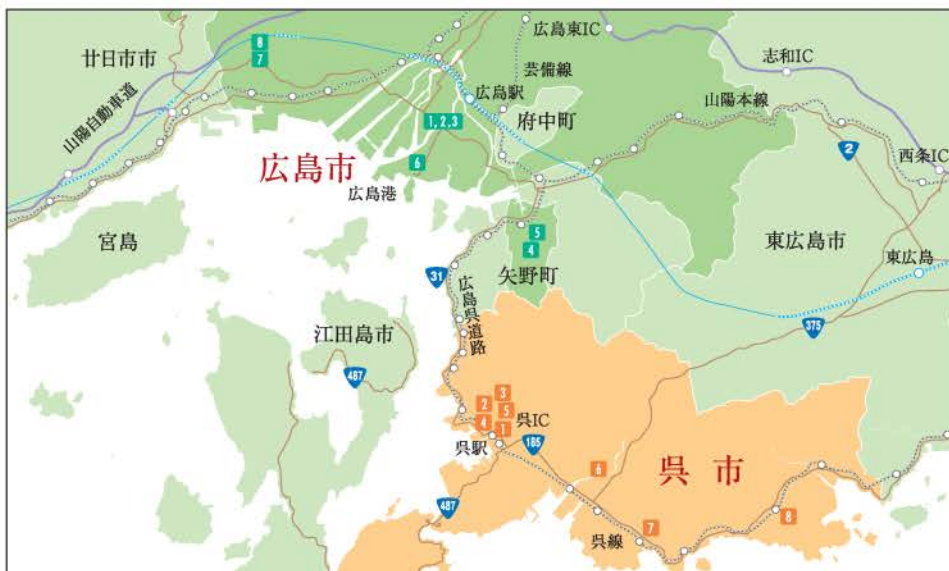 広島東IC
8
7
廿日市市
志和IC
芸備線
広島駅
山陽自動車道
山陽本線
府中町
1,2,3
2
西条IC
広島市
6
広島港
宮島
5
4
東広島市
矢野町
東広島
31
広島呉道路
375
江田島市
487
3
2
5
4
1
呉IC
呉駅
185
呉市
6
487
7
8
呉線